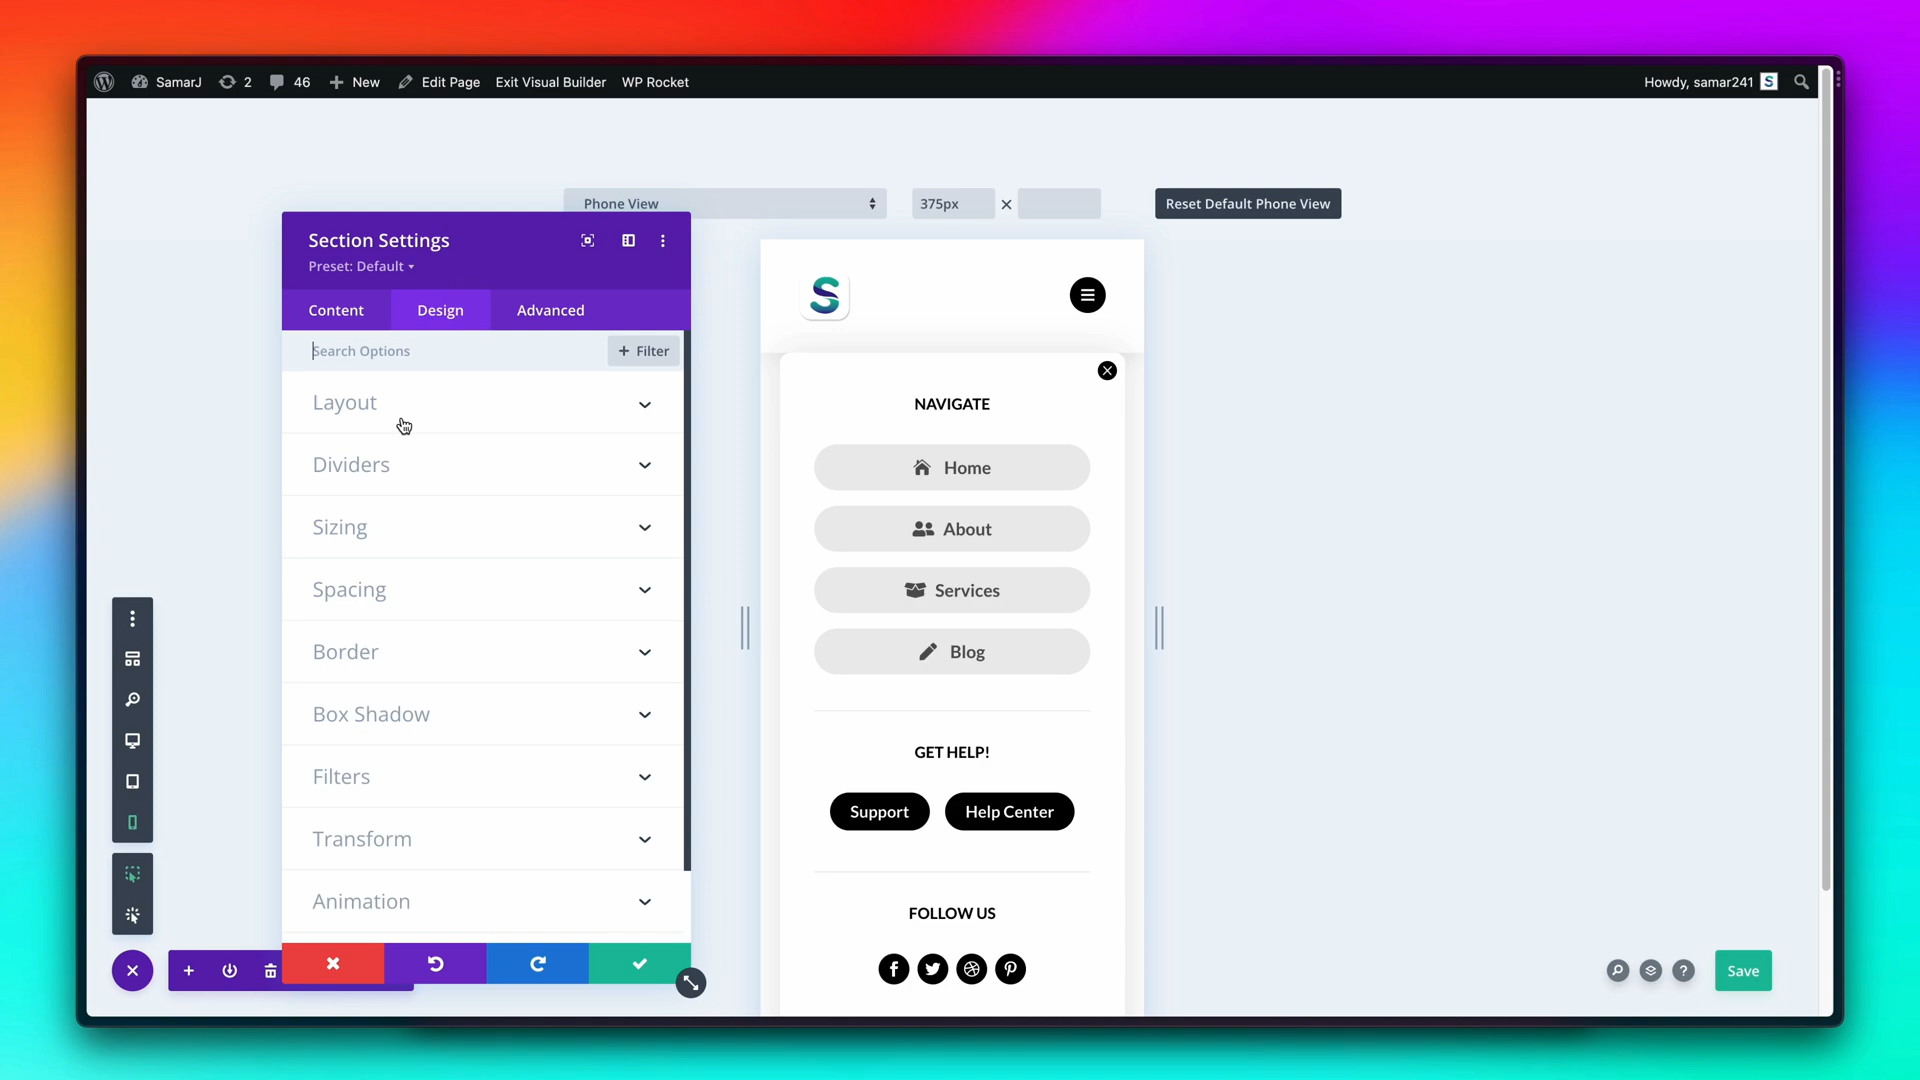 SamarJ 2 46 New Edit Page Exit Visual Builder WP Rocket Howdy, samar241 S
Phone View 375px Reset Default Phone View
Section Settings
Preset: Default
Content Design Advanced
Search Options + Filter
Layout
Dividers
Sizing
Spacing
Border
Box Shadow
Filters
Transform
Animation
S
NAVIGATE
Home
About
Services
Blog
GET HELP!
Support Help Center
FOLLOW US
Save